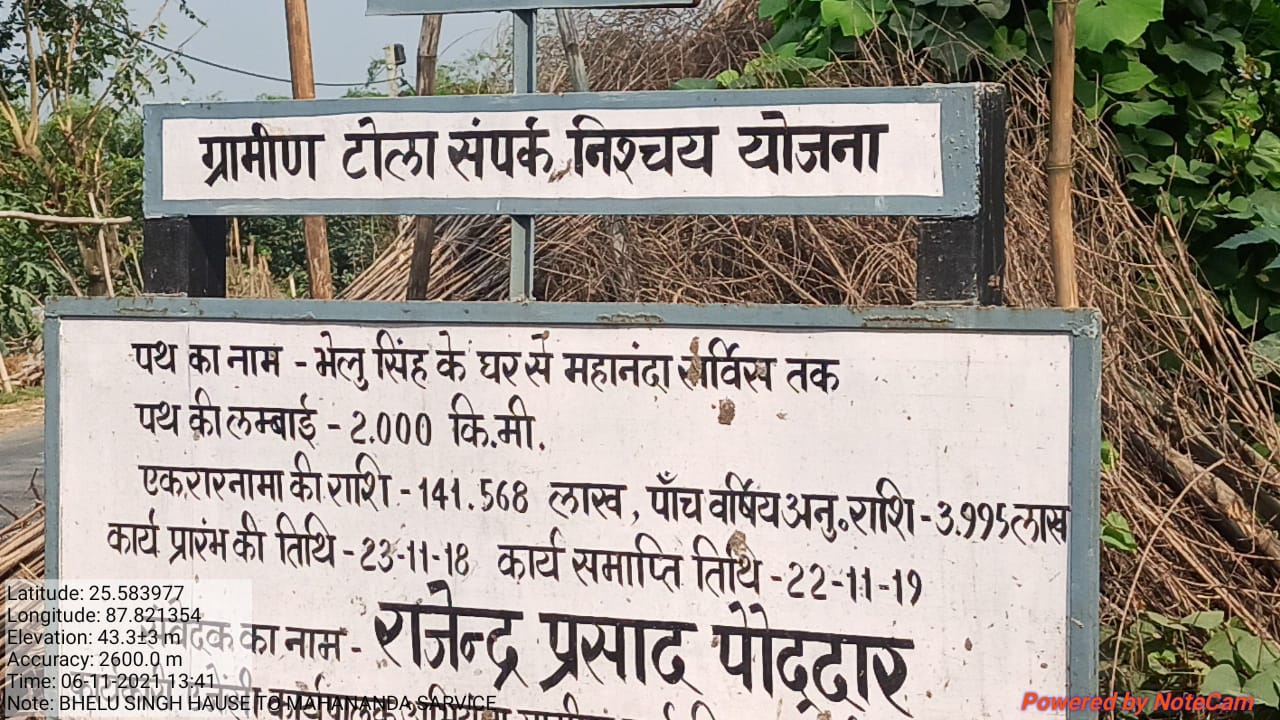 ग्रामीण टोला संपर्क निश्चय योजना
पथ का नाम - भेलु सिंह के घर से महानंदा सर्विस तक
पथ की लम्बाई - 2.000 कि.मी.
एकरारनामा की राशि - 141.568 लाख, पाँच वर्षिय अनु॰ राशि - 3.995 लाख
कार्य प्रारंभ की तिथि - 23-11-18 कार्य समाप्ति तिथि - 22-11-19
का नाम - राजेन्द्र प्रसाद पौद्दार
Latitude: 25.583977
Longitude: 87.821354
Elevation: 43.3±3 m
Accuracy: 2600.0 m
Time: 06-11-2021 13:41
Note: BHELU SINGH HAUSE TO MAHANANDA SARVICE
Powered by NoteCam